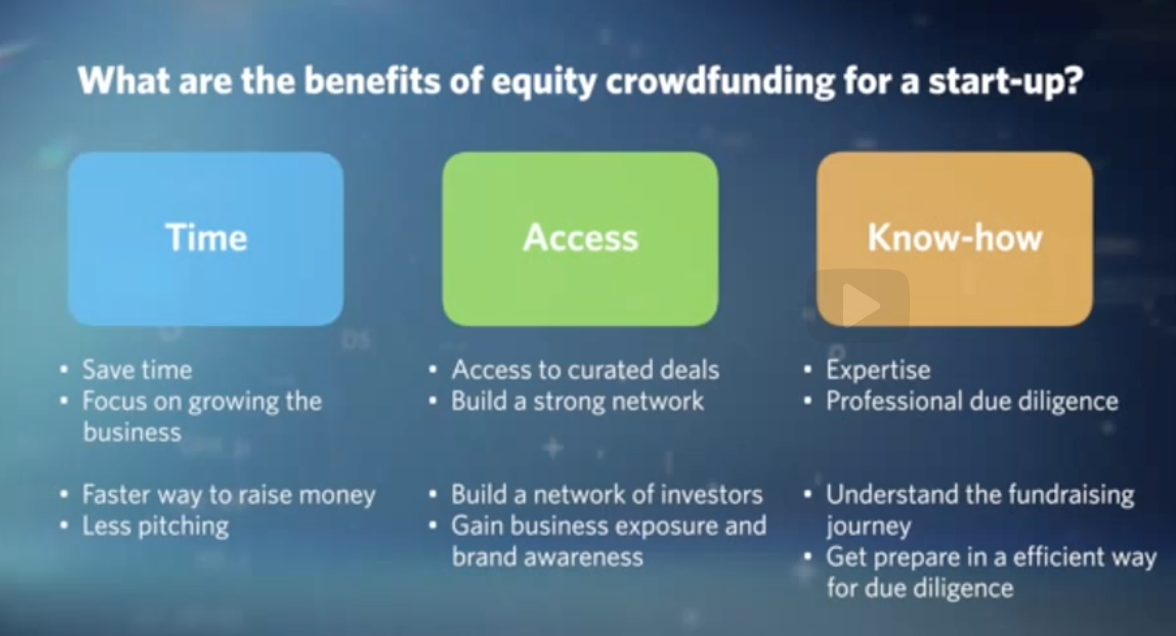 What are the benefits of equity crowdfunding for a start-up?
Time
Access
Know-how
• Save time
• Focus on growing the
business
• Faster way to raise money
• Less pitching
• Access to curated deals
• Build a strong network
• Build a network of investors
• Gain business exposure and
brand awareness
• Expertise
• Professional due diligence
• Understand the fundraising
journey
• Get prepare in a efficient way
for due diligence